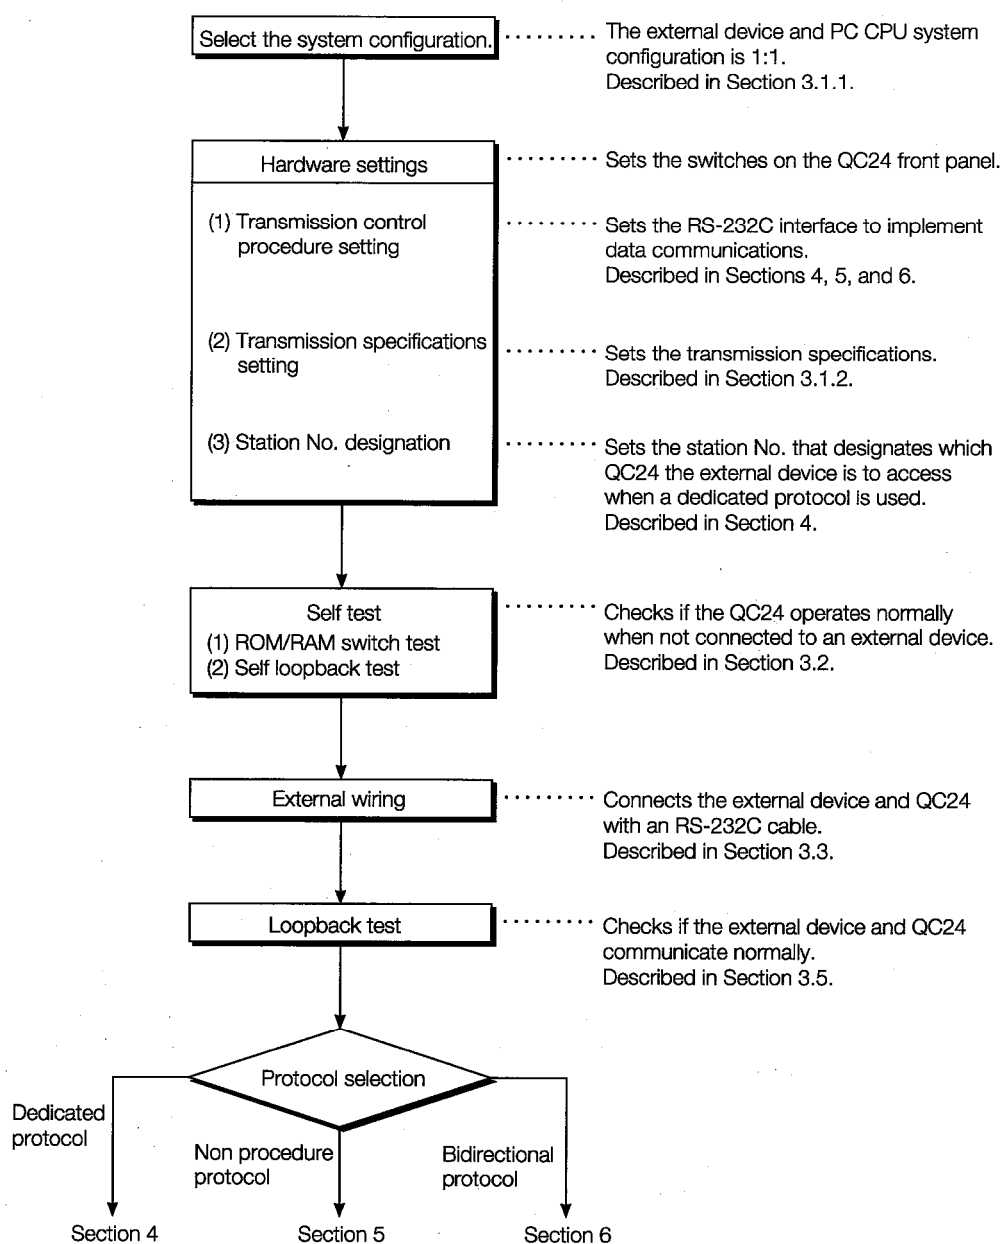 Select the system configuration.
The external device and PC CPU system
configuration is 1:1.
Described in Section 3.1.1.
Hardware settings
Sets the switches on the QC24 front panel.
(1) Transmission control
procedure setting
Sets the RS-232C interface to implement
data communications.
Described in Sections 4, 5, and 6.
(2) Transmission specifications
setting
Sets the transmission specifications.
Described in Section 3.1.2.
(3) Station No. designation
Sets the station No. that designates which
QC24 the external device is to access
when a dedicated protocol is used.
Described in Section 4.
Self test
(1) ROM/RAM switch test
(2) Self loopback test
Checks if the QC24 operates normally
when not connected to an external device.
Described in Section 3.2.
External wiring
Connects the external device and QC24
with an RS-232C cable.
Described in Section 3.3.
Loopback test
Checks if the external device and QC24
communicate normally.
Described in Section 3.5.
Protocol selection
Dedicated
protocol
Non procedure
protocol
Bidirectional
protocol
Section 4
Section 5
Section 6